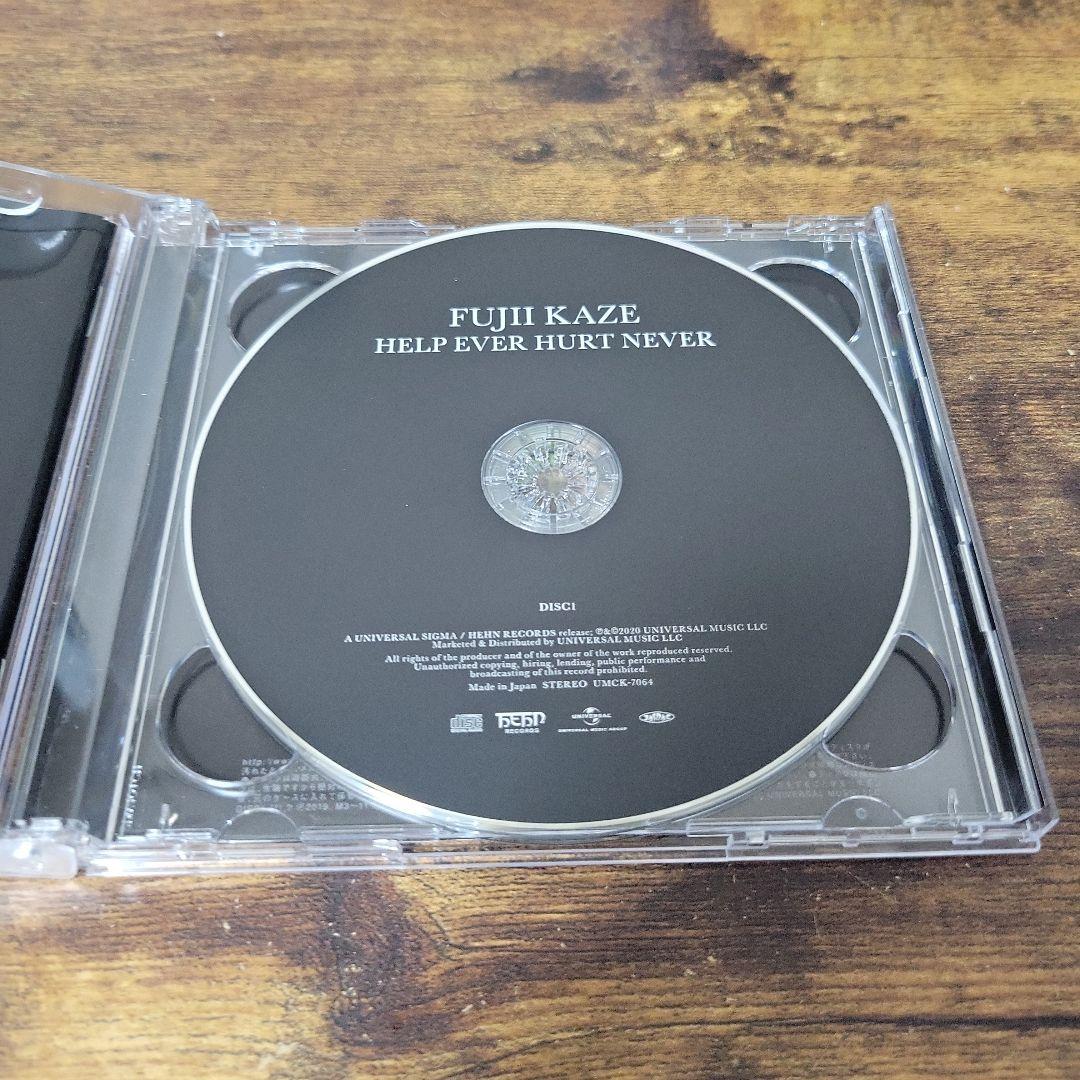 FUJII KAZE
HELP EVER HURT NEVER
DISC1
A UNIVERSAL SIGMA / HEHN RECORDS release; ℗&©2020 UNIVERSAL MUSIC LLC
Marketed & Distributed by UNIVERSAL MUSIC LLC
All rights of the producer and of the owner of the work reproduced reserved.
Unauthorized copying, hiring, lending, public performance and
broadcasting of this record prohibited.
Made in Japan STEREO UMCK-7064
disc
DIGITAL AUDIO
HEHN
RECORDS
UNIVERSAL
UNIVERSAL MUSIC GROUP